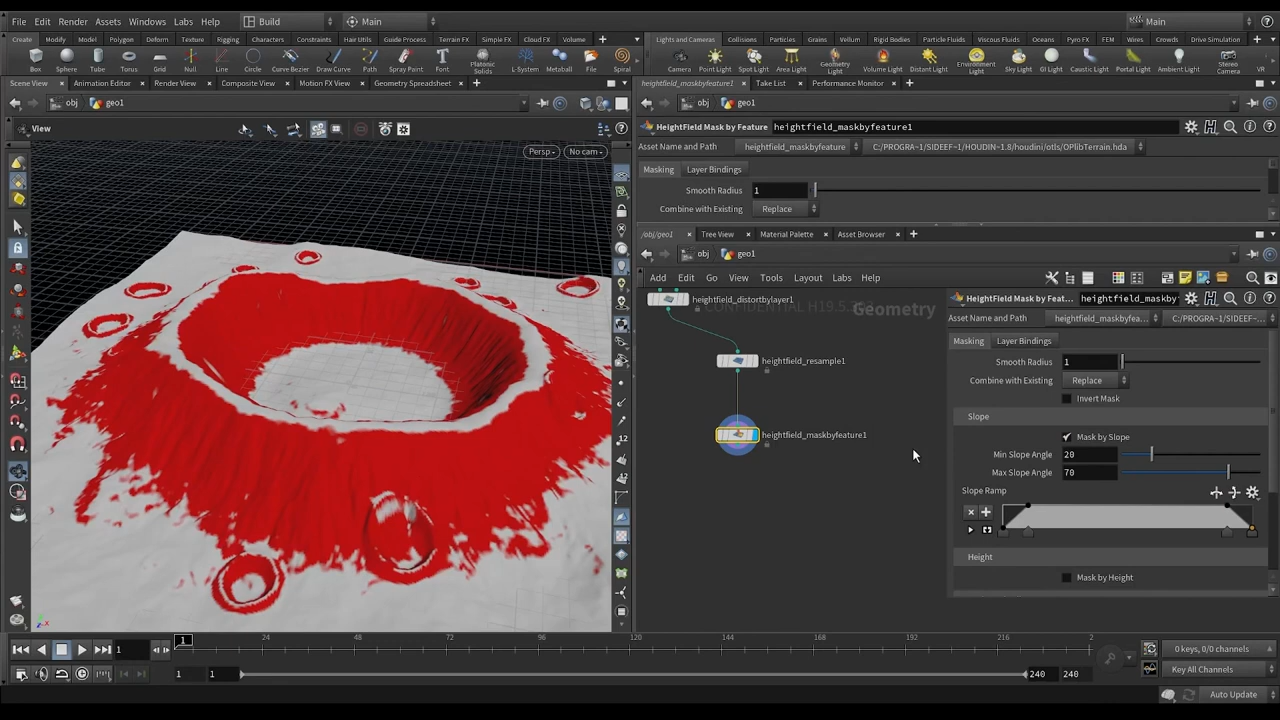 File Edit Render Assets Windows Labs Help Build Main Main
Create Modify Model Polygon Deform Texture Rigging Characters Constraints Hair Utils Guide Process Terrain FX Simple FX Cloud FX Volume
Lights and Cameras Collisions Particles Grains Vellum Rigid Bodies Particle Fluids Viscous Fluids Oceans Pyro FX FEM Wires Crowds Drive Simulation
Box Sphere Tube Torus Grid Null Line Circle Curve Bezier Draw Curve Path Spray Paint Font Platonic Solids L-System Metaball File Spiral
Camera Point Light Spot Light Area Light Geometry Light Volume Light Distant Light Environment Light Sky Light GI Light Caustic Light Portal Light Ambient Light Stereo Camera VR
Scene View Animation Editor Render View Composite View Motion FX View Geometry Spreadsheet
heightfield_maskbyfeature1 Take List Performance Monitor
obj geo1
obj geo1
View
HeightField Mask by Feature heightfield_maskbyfeature1
Asset Name and Path heightfield_maskbyfeature C:/PROGRA~1/SIDEEF~1/HOUDIN~1.8/houdini/otls/OPlibTerrain.hda
Persp No cam
Masking Layer Bindings
Smooth Radius 1
Combine with Existing Replace
/obj/geo1 Tree View Material Palette Asset Browser
obj geo1
Add Edit Go View Tools Layout Labs Help
heightfield_distortbylayer1
Geometry
heightfield_resample1
heightfield_maskbyfeature1
HeightField Mask by Feat... heightfield_maskby
Asset Name and Path heightfield_maskbyfea... C:/PROGRA~1/SIDEEF~...
Masking Layer Bindings
Smooth Radius 1
Combine with Existing Replace
Invert Mask
Slope
Mask by Slope
Min Slope Angle 20
Max Slope Angle 70
Slope Ramp
Height
Mask by Height
1 1 24 48 72 96 120 144 168 192 216 2
0 keys, 0/0 channels
1 1 240 240 Key All Channels
Auto Update